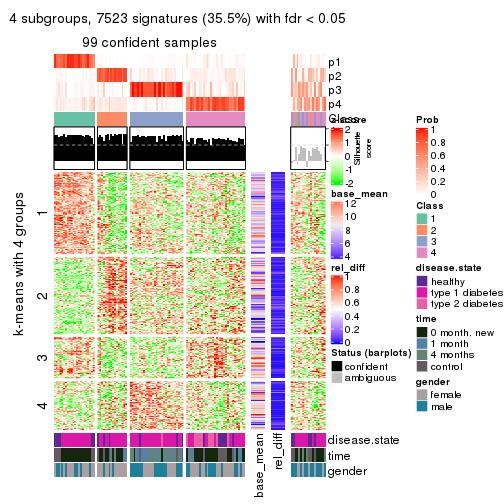 4 subgroups, 7523 signatures (35.5%) with fdr < 0.05
99 confident samples
p1
p2
p3
p4
Class
z-score
2
1
0
-1
-2
Silhouette
score
k-means with 4 groups
1
2
3
4
base_mean
12
10
8
6
4
rel_diff
1
0.8
0.6
0.4
0.2
0
Status (barplots)
confident
ambiguous
Prob
1
0.8
0.6
0.4
0.2
0
Class
1
2
3
4
disease.state
healthy
type 1 diabetes
type 2 diabetes
time
0 month. new
1 month
4 months
control
gender
female
male
disease.state
time
gender
base_mean
rel_diff